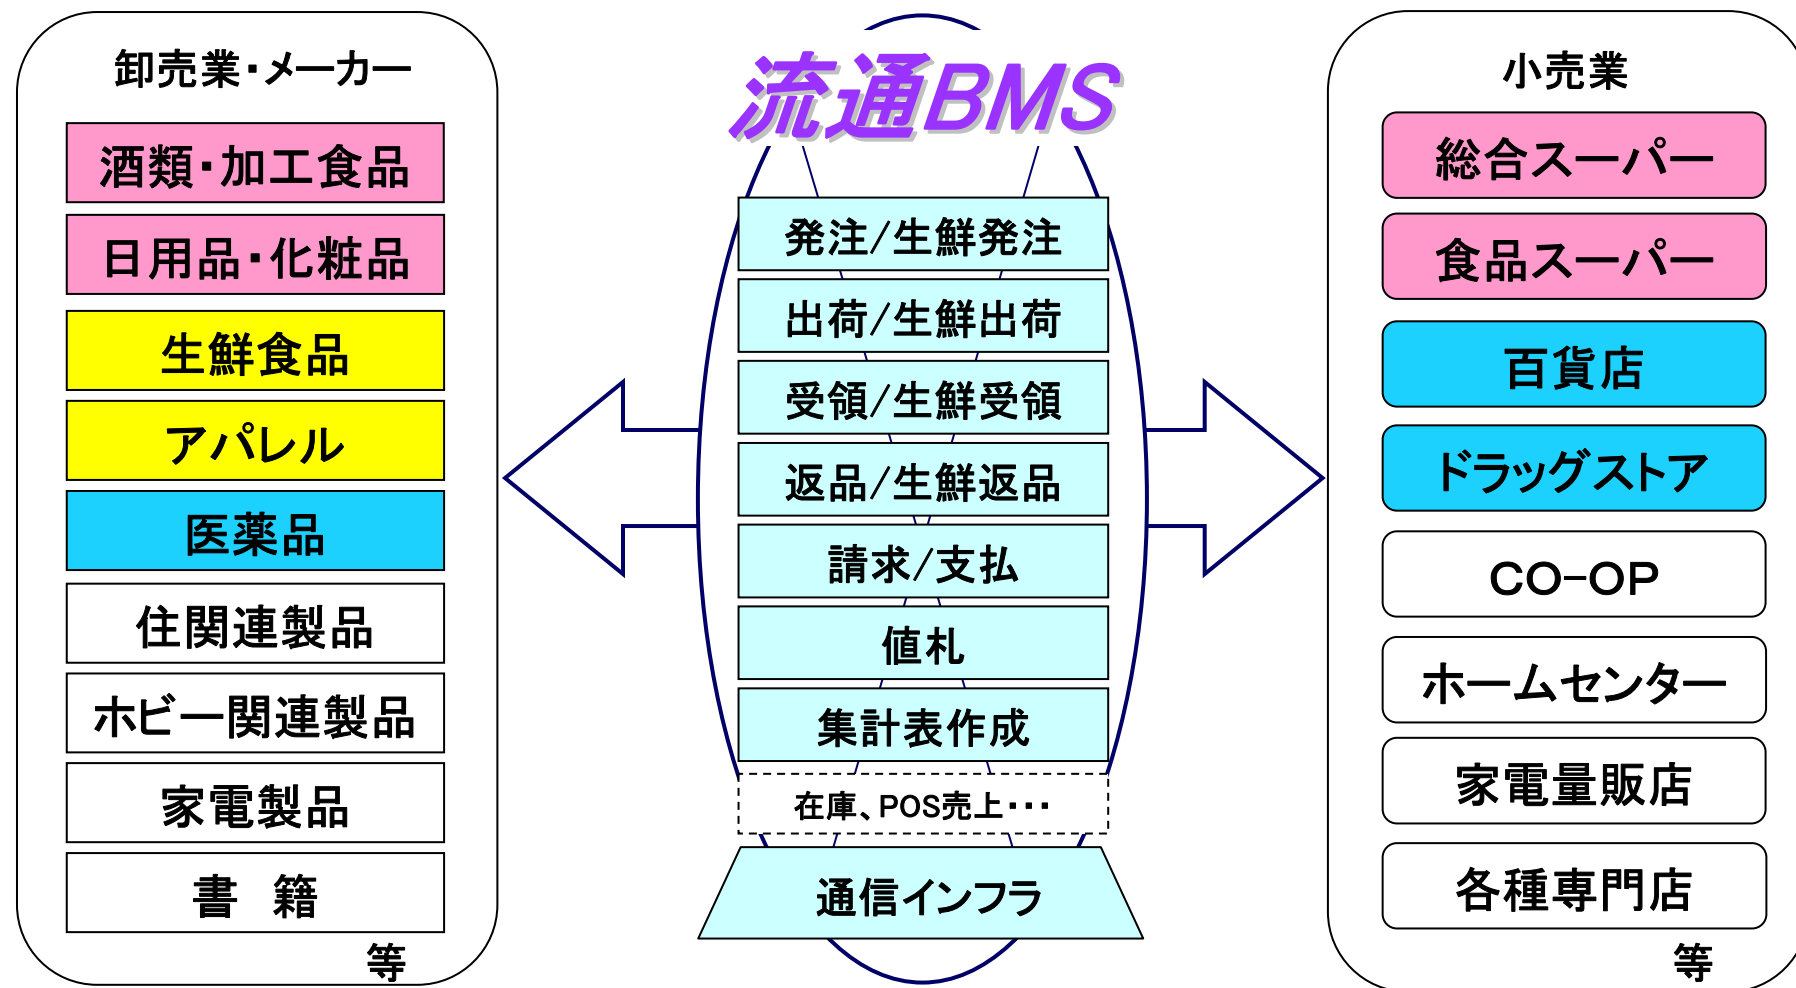 卸売業・メーカー
酒類・加工食品
日用品・化粧品
生鮮食品
アパレル
医薬品
住関連製品
ホビー関連製品
家電製品
書　籍
等
流通BMS
発注/生鮮発注
出荷/生鮮出荷
受領/生鮮受領
返品/生鮮返品
請求/支払
値札
集計表作成
在庫、POS売上・・・
通信インフラ
小売業
総合スーパー
食品スーパー
百貨店
ドラッグストア
CO-OP
ホームセンター
家電量販店
各種専門店
等